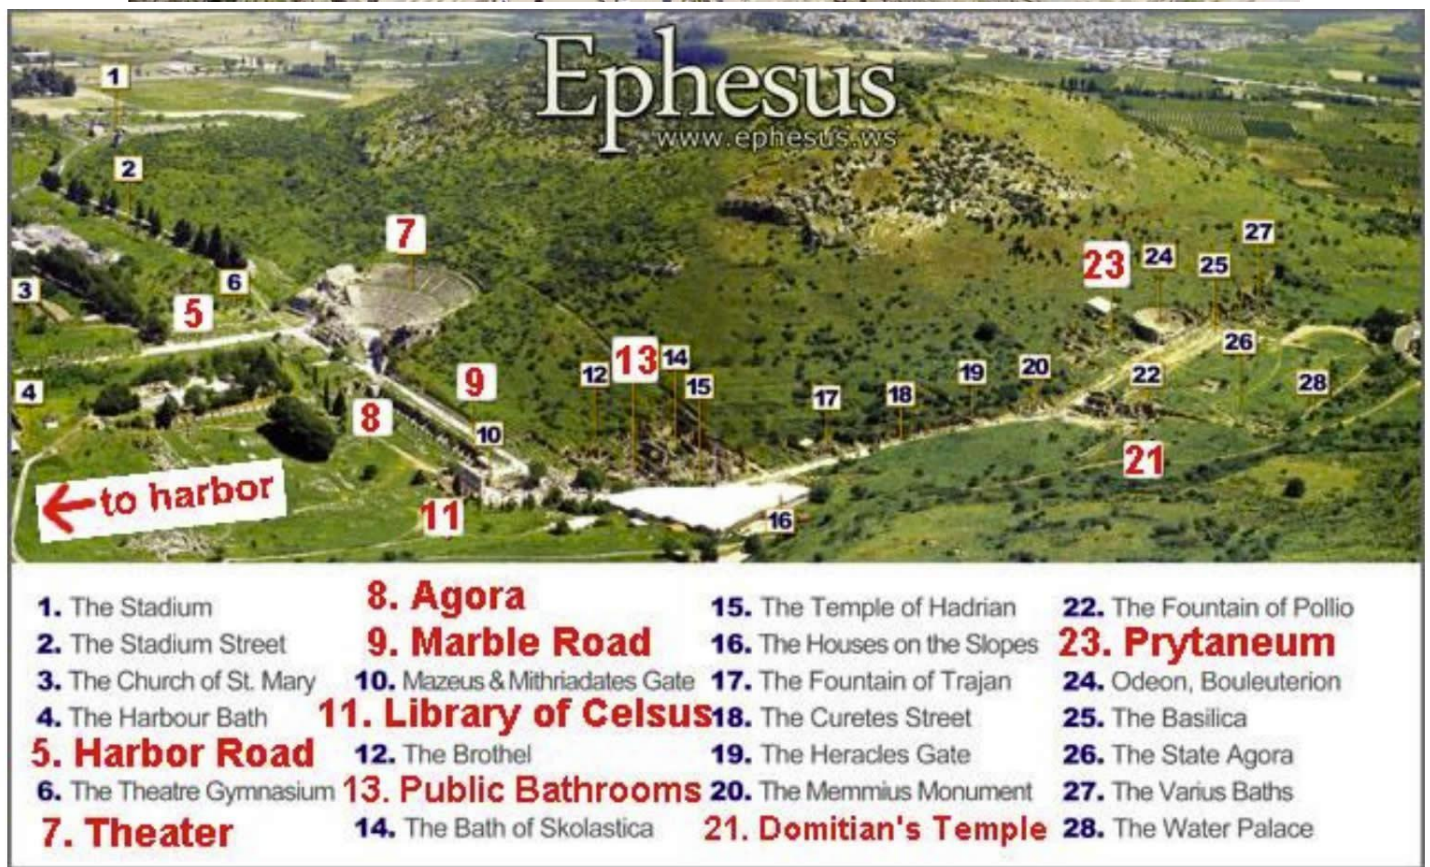 Ephesus
www.ephesus.ws
1
2
7
27
23
24
25
3
6
5
26
12
13
14
9
15
19
20
22
28
4
17
18
8
10
21
to harbor
11
16
1. The Stadium
2. The Stadium Street
3. The Church of St. Mary
4. The Harbour Bath
5. Harbor Road
6. The Theatre Gymnasium
7. Theater
8. Agora
9. Marble Road
10. Mazeus & Mithriadates Gate
11. Library of Celsus
12. The Brothel
13. Public Bathrooms
14. The Bath of Skolastica
15. The Temple of Hadrian
16. The Houses on the Slopes
17. The Fountain of Trajan
18. The Curetes Street
19. The Heracles Gate
20. The Memmius Monument
21. Domitian's Temple
22. The Fountain of Pollio
23. Prytaneum
24. Odeon, Bouleuterion
25. The Basilica
26. The State Agora
27. The Varius Baths
28. The Water Palace